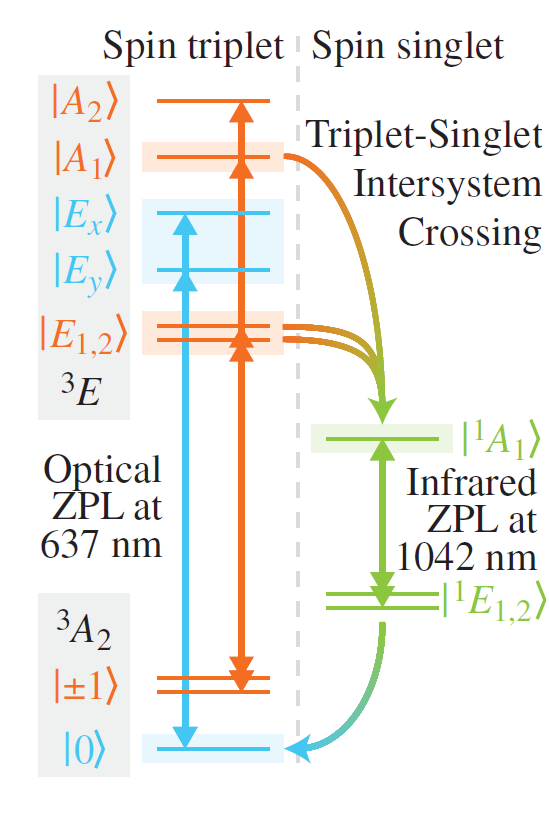 Spin triplet
Spin singlet
|A₂⟩
|A₁⟩
|Eₓ⟩
|E_y⟩
|E₁,₂⟩
³E
Triplet-Singlet
Intersystem
Crossing
Optical
ZPL at
637 nm
|¹A₁⟩
Infrared
ZPL at
1042 nm
|¹E₁,₂⟩
³A₂
|±1⟩
|0⟩